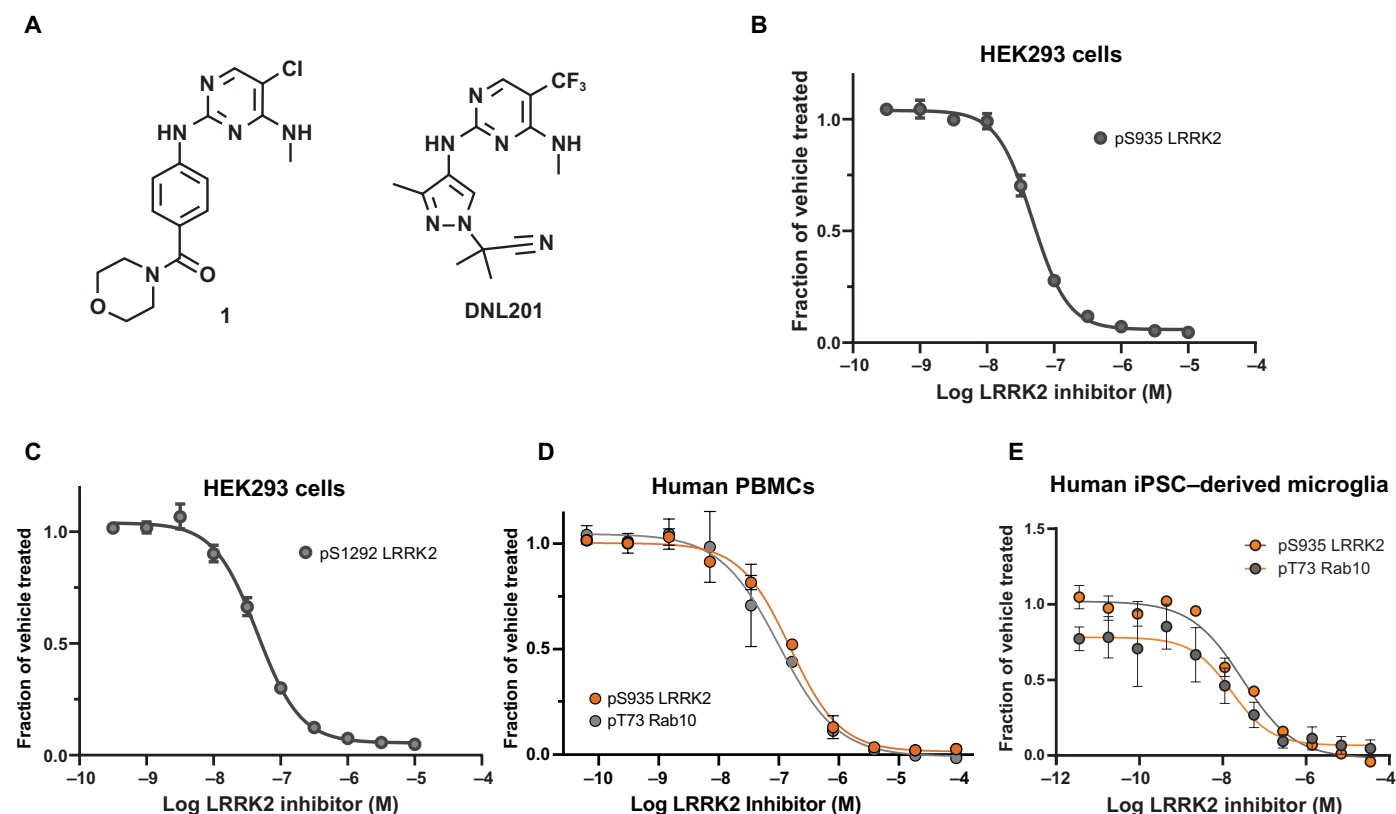 A
N
Cl
HN
N
NH
N
O
O
1
N
CF3
HN
N
NH
N
N
N
DNL201
B
HEK293 cells
Fraction of vehicle treated
1.0
0.5
0.0
pS935 LRRK2
–10 –9 –8 –7 –6 –5 –4
Log LRRK2 inhibitor (M)
C
HEK293 cells
Fraction of vehicle treated
1.0
0.5
0.0
pS1292 LRRK2
–10 –9 –8 –7 –6 –5 –4
Log LRRK2 inhibitor (M)
D
Human PBMCs
Fraction of vehicle treated
1.0
0.5
0.0
pS935 LRRK2
pT73 Rab10
–10 –9 –8 –7 –6 –5 –4
Log LRRK2 Inhibitor (M)
E
Human iPSC–derived microglia
Fraction of vehicle treated
1.5
1.0
0.5
0.0
pS935 LRRK2
pT73 Rab10
–12 –10 –8 –6 –4
Log LRRK2 inhibitor (M)